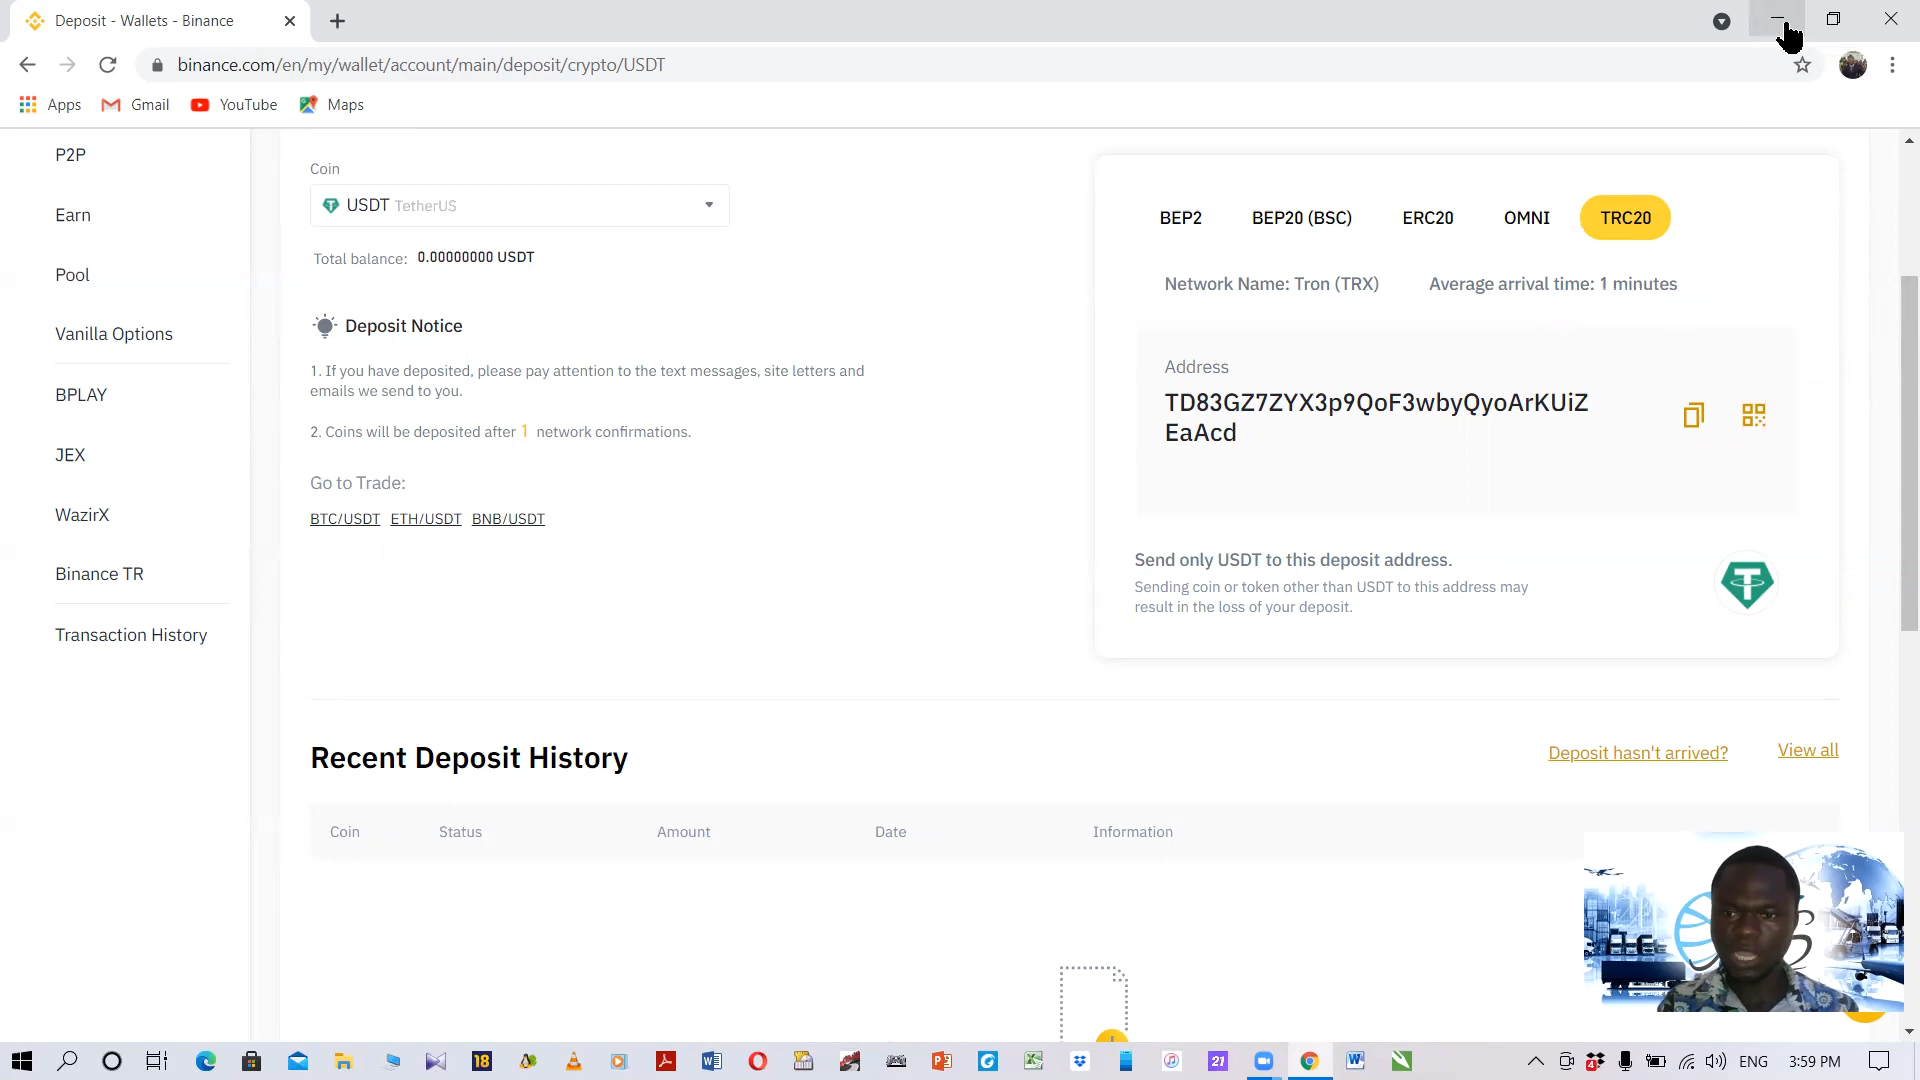 Deposit - Wallets - Binance
binance.com/en/my/wallet/account/main/deposit/crypto/USDT
Apps Gmail YouTube Maps
P2P
Earn
Pool
Vanilla Options
BPLAY
JEX
WazirX
Binance TR
Transaction History
Coin
USDT TetherUS
Total balance: 0.00000000 USDT
Deposit Notice
1. If you have deposited, please pay attention to the text messages, site letters and
emails we send to you.
2. Coins will be deposited after 1 network confirmations.
Go to Trade:
BTC/USDT ETH/USDT BNB/USDT
BEP2 BEP20 (BSC) ERC20 OMNI TRC20
Network Name: Tron (TRX) Average arrival time: 1 minutes
Address
TD83GZ7ZYX3p9QoF3wbyQyoArKUiZ
EaAcd
Send only USDT to this deposit address.
Sending coin or token other than USDT to this address may
result in the loss of your deposit.
Recent Deposit History
Deposit hasn't arrived? View all
Coin Status Amount Date Information
18
21
4
ENG 3:59 PM